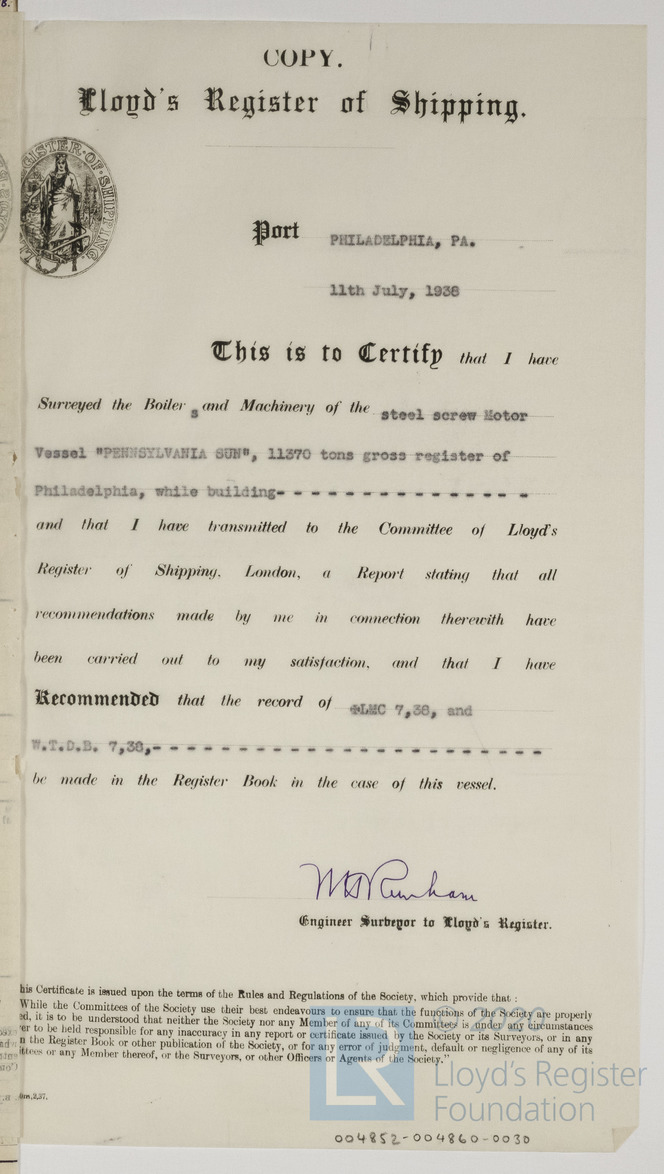 COPY.
Lloyd's Register of Shipping.
Port PHILADELPHIA, PA.
11th July, 1938
This is to Certify that I have
Surveyed the Boilers and Machinery of the steel screw Motor
Vessel "PENNSYLVANIA SUN", 11370 tons gross register of
Philadelphia, while building- - - - - - - - - - - - - - - -
and that I have transmitted to the Committee of Lloyd's
Register of Shipping, London, a Report stating that all
recommendations made by me in connection therewith have
been carried out to my satisfaction, and that I have
Recommended that the record of ✠LMC 7,38, and
W.T.D.B. 7,38,- - - - - - - - - - - - - - - - - - - - - - -
be made in the Register Book in the case of this vessel.
Engineer Surveyor to Lloyd's Register.
his Certificate is issued upon the terms of the Rules and Regulations of the Society, which provide that :
While the Committees of the Society use their best endeavours to ensure that the functions of the Society are properly
ed, it is to be understood that neither the Society nor any Member of any of its Committees is under any circumstances
er to be held responsible for any inaccuracy in any report or certificate issued by the Society or its Surveyors, or in any
n the Register Book or other publication of the Society, or for any error of judgment, default or negligence of any of its
ittees or any Member thereof, or the Surveyors, or other Officers or Agents of the Society."
LR
Lloyd's Register
Foundation
004852-004860-0030